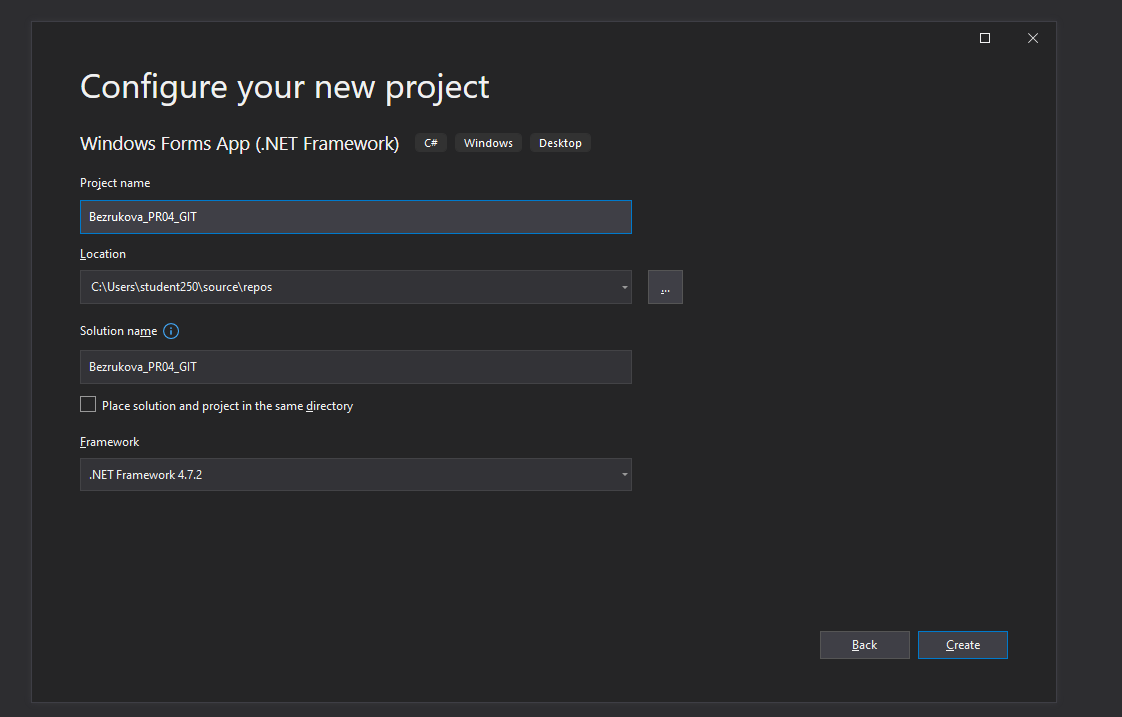 Configure your new project
Windows Forms App (.NET Framework) C# Windows Desktop
Project name
Bezrukova_PR04_GIT
Location
C:\Users\student250\source\repos
...
Solution name
Bezrukova_PR04_GIT
Place solution and project in the same directory
Framework
.NET Framework 4.7.2
Back Create